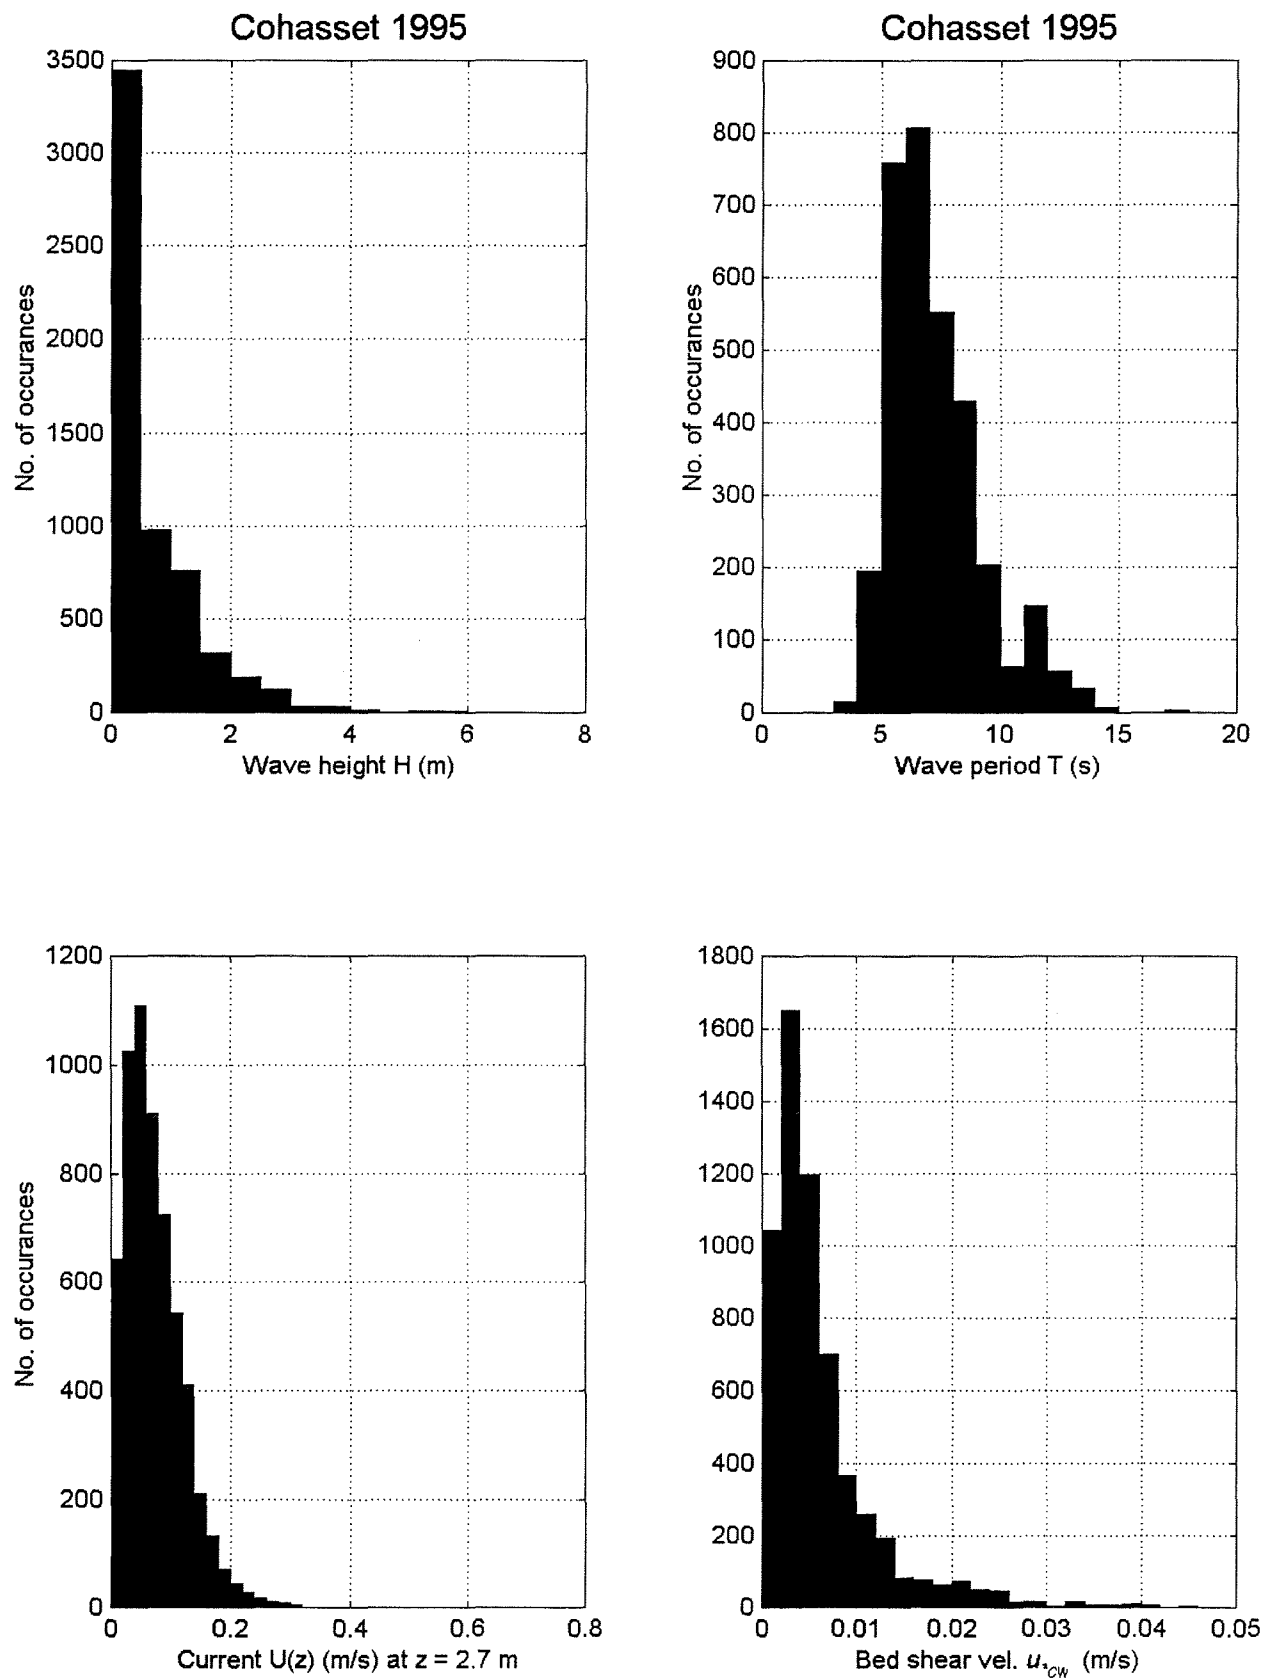 Cohasset 1995
3500
3000
2500
2000
1500
1000
500
0
No. of occurances
0 2 4 6 8
Wave height H (m)
Cohasset 1995
900
800
700
600
500
400
300
200
100
0
No. of occurances
0 5 10 15 20
Wave period T (s)
1200
1000
800
600
400
200
0
No. of occurances
0 0.2 0.4 0.6 0.8
Current U(z) (m/s) at z = 2.7 m
1800
1600
1400
1200
1000
800
600
400
200
0
0 0.01 0.02 0.03 0.04 0.05
Bed shear vel. u*CW (m/s)